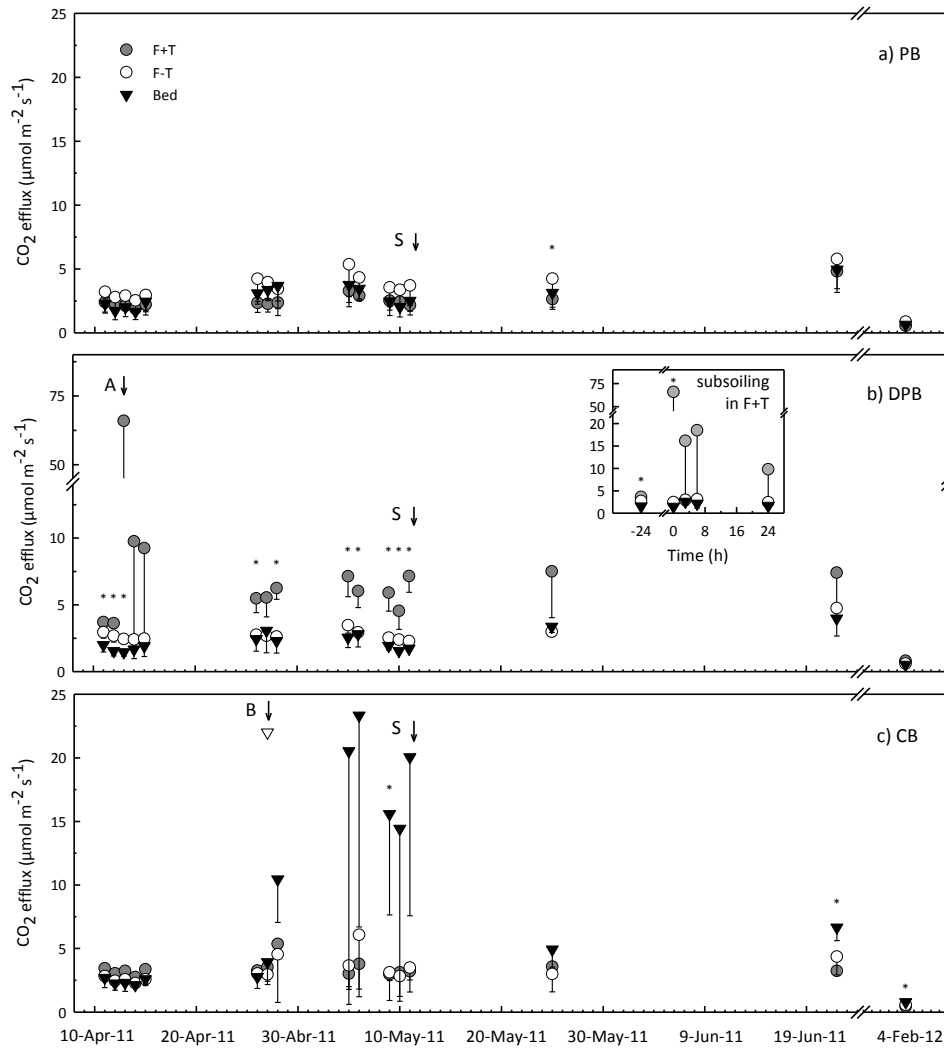 25
20
15
10
5
0
CO2 efflux (µmol m-2 s-1)
F+T
F-T
Bed
a) PB
S
*
75
50
10
5
0
CO2 efflux (µmol m-2 s-1)
A
b) DPB
S
* * *
* *
* *
* * *
75
50
20
15
10
5
0
* subsoiling
in F+T
*
-24 0 8 16 24
Time (h)
25
20
15
10
5
0
CO2 efflux (µmol m-2 s-1)
B
S
c) CB
*
*
*
10-Apr-11 20-Apr-11 30-Abr-11 10-May-11 20-May-11 30-May-11 9-Jun-11 19-Jun-11 4-Feb-12